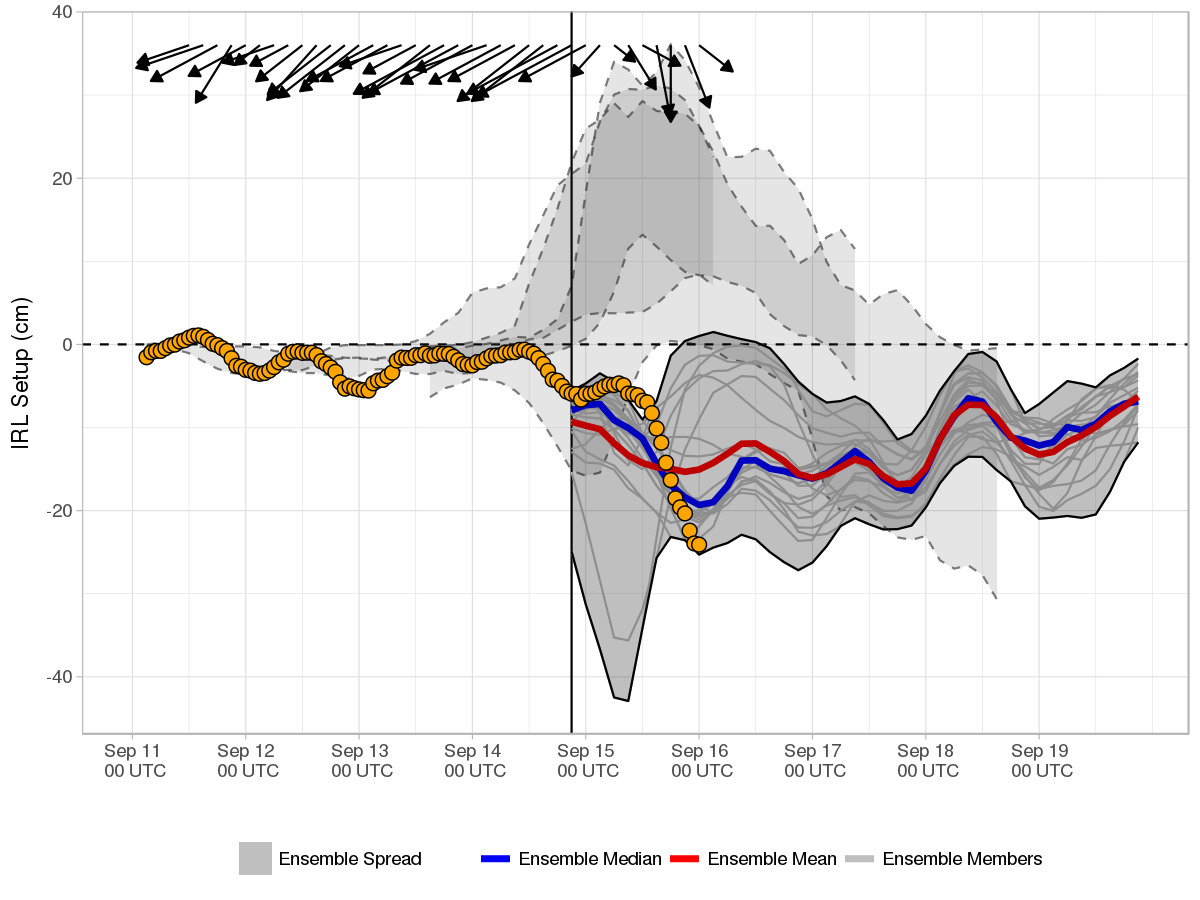 40
20
0
-20
-40
IRL Setup (cm)
Sep 11 Sep 12 Sep 13 Sep 14 Sep 15 Sep 16 Sep 17 Sep 18 Sep 19
00 UTC 00 UTC 00 UTC 00 UTC 00 UTC 00 UTC 00 UTC 00 UTC 00 UTC
Ensemble Spread Ensemble Median Ensemble Mean Ensemble Members